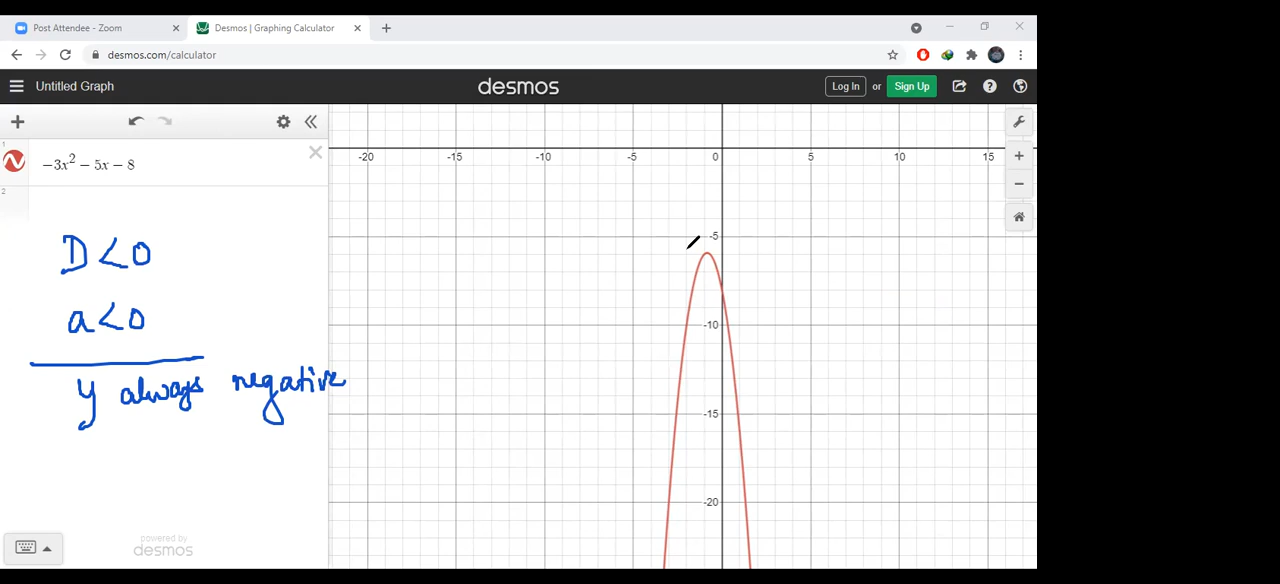 Post Attendee - Zoom
Desmos | Graphing Calculator
desmos.com/calculator
Untitled Graph
desmos
Log In or Sign Up
1
−3x² − 5x − 8
2
D<0
a<0
y always negative
powered by
desmos
-20 -15 -10 -5 0 5 10 15
-5
-10
-15
-20